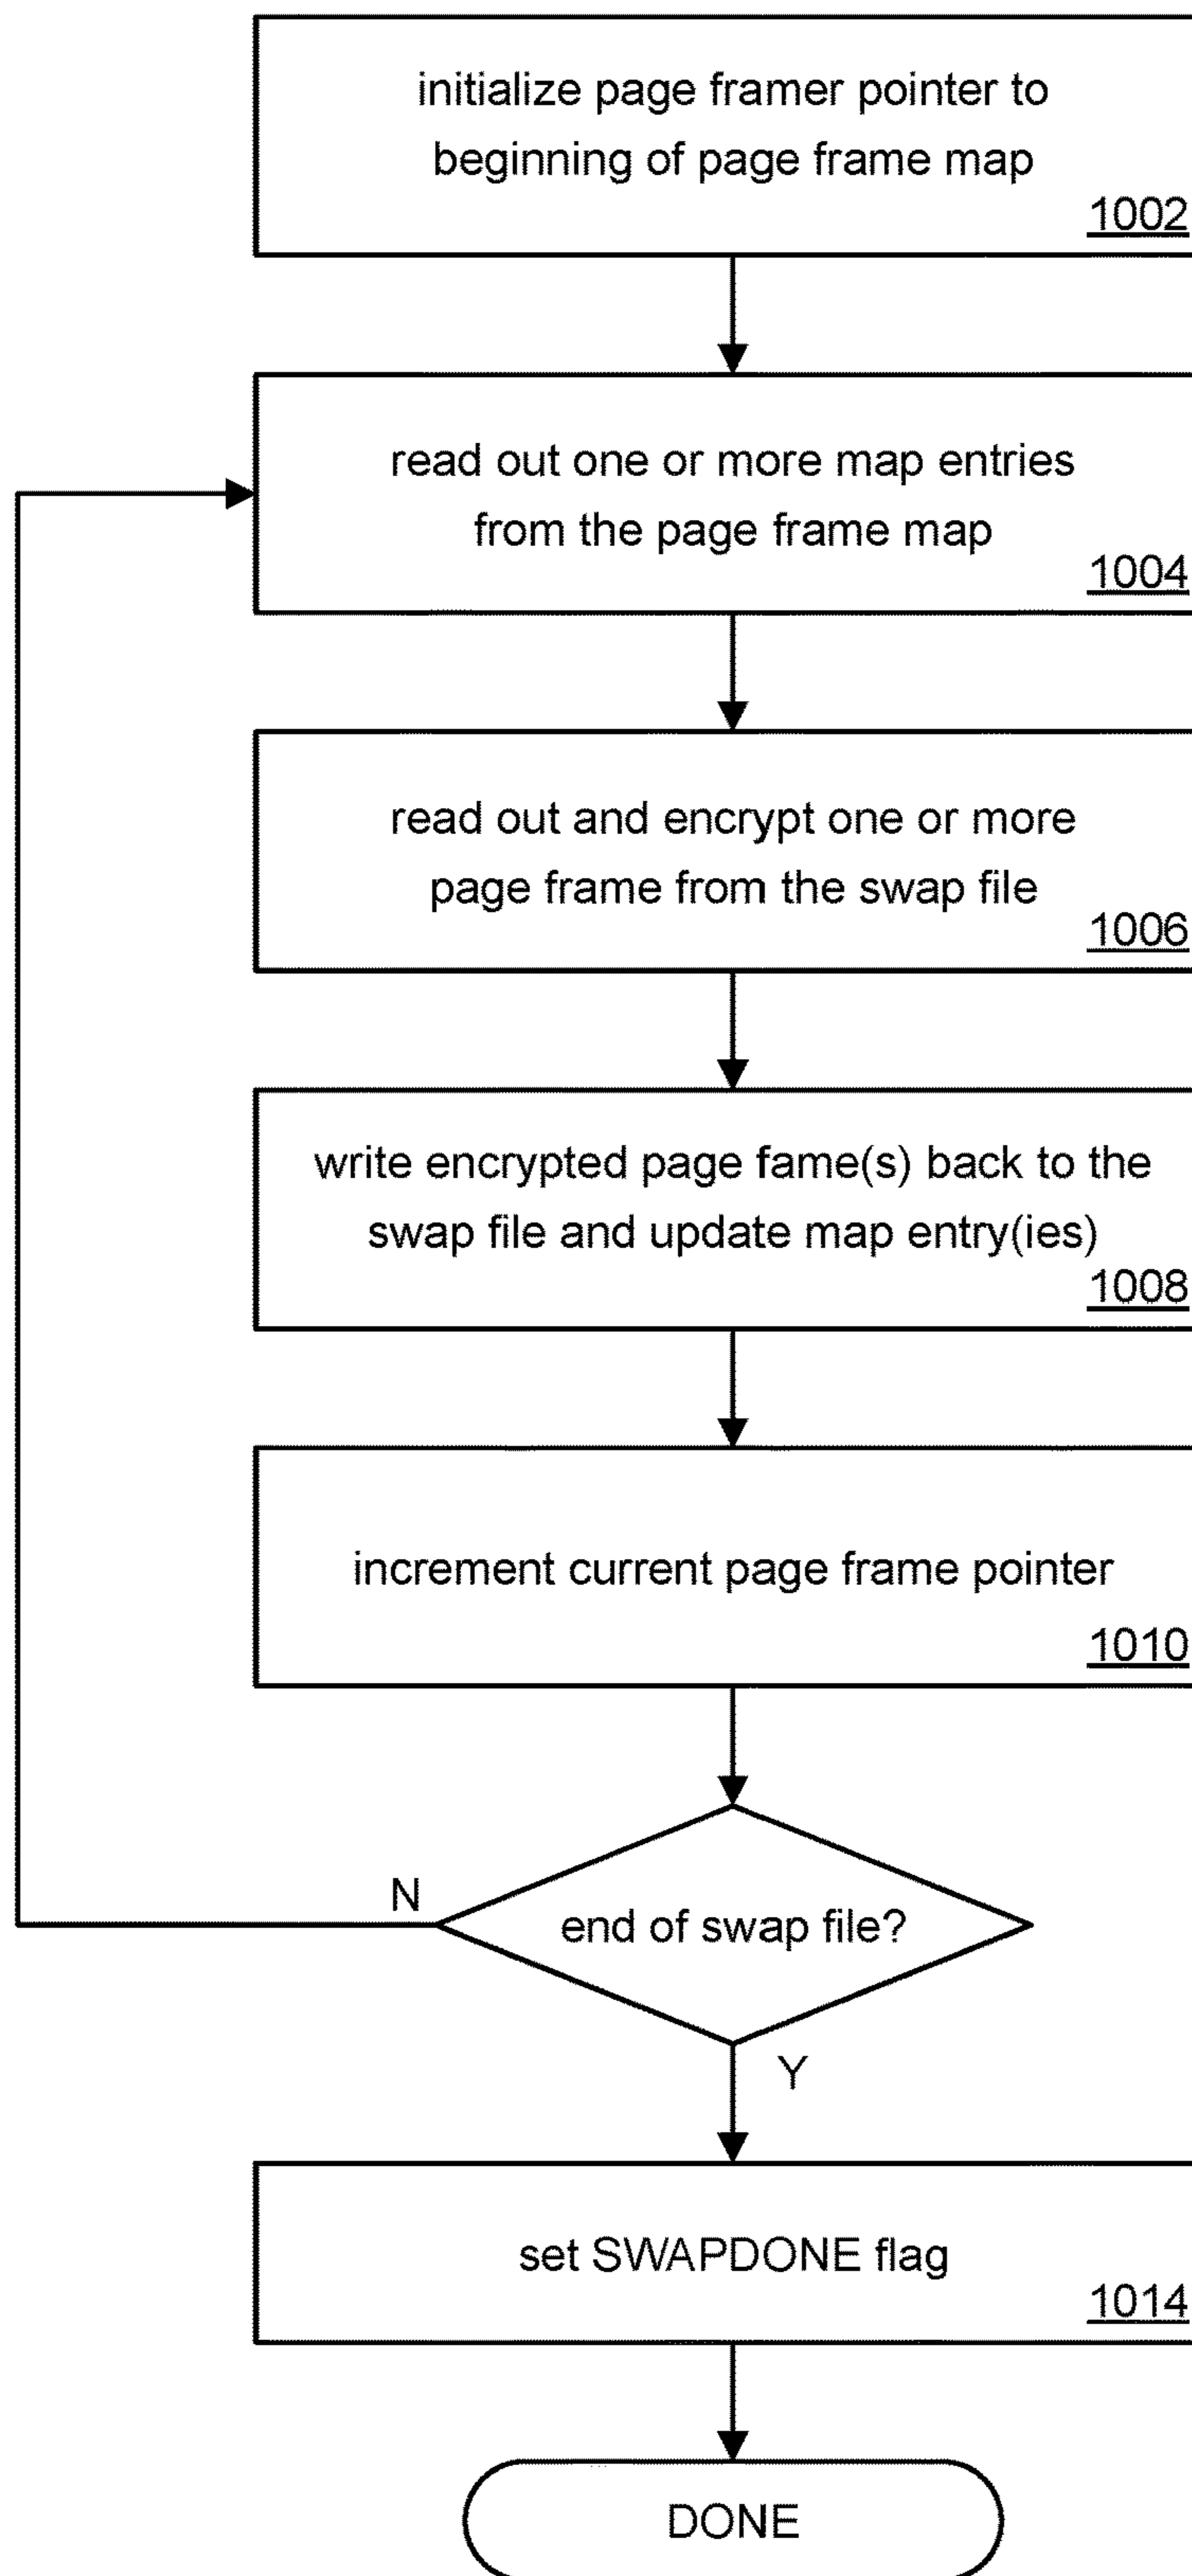 initialize page framer pointer to
beginning of page frame map
1002
read out one or more map entries
from the page frame map
1004
read out and encrypt one or more
page frame from the swap file
1006
write encrypted page fame(s) back to the
swap file and update map entry(ies)
1008
increment current page frame pointer
1010
N
end of swap file?
Y
set SWAPDONE flag
1014
DONE